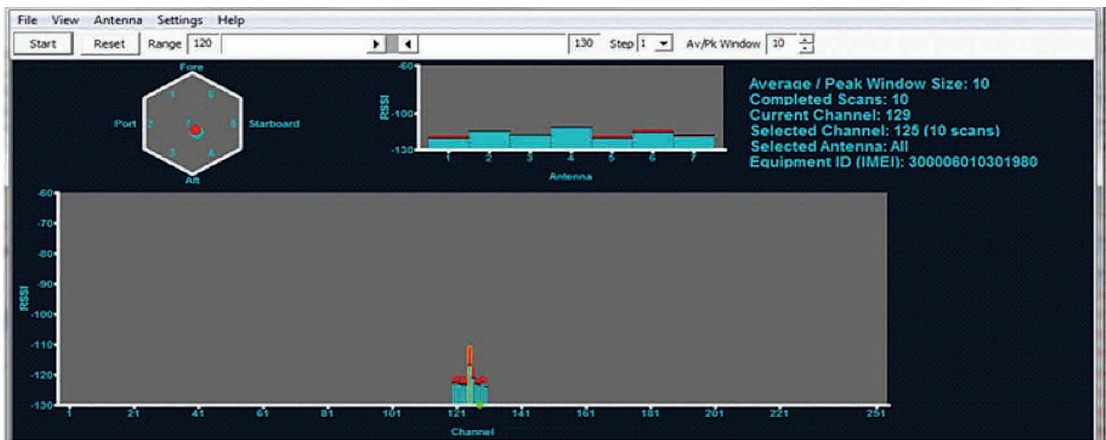 File View Antenna Settings Help
Start Reset Range 120 130 Step 1 Av/Pk Window 10
Fore
1 6
Port 2 7 5 Starboard
3 4
Aft
-60
RSSI
-100
-130
1 2 3 4 5 6 7
Antenna
Average / Peak Window Size: 10
Completed Scans: 10
Current Channel: 129
Selected Channel: 125 (10 scans)
Selected Antenna: All
Equipment ID (IMEI): 300006010301980
-60
-70
-80
-90
RSSI
-100
-110
-120
-130
1 21 41 61 81 101 121 141 161 181 201 221 251
Channel